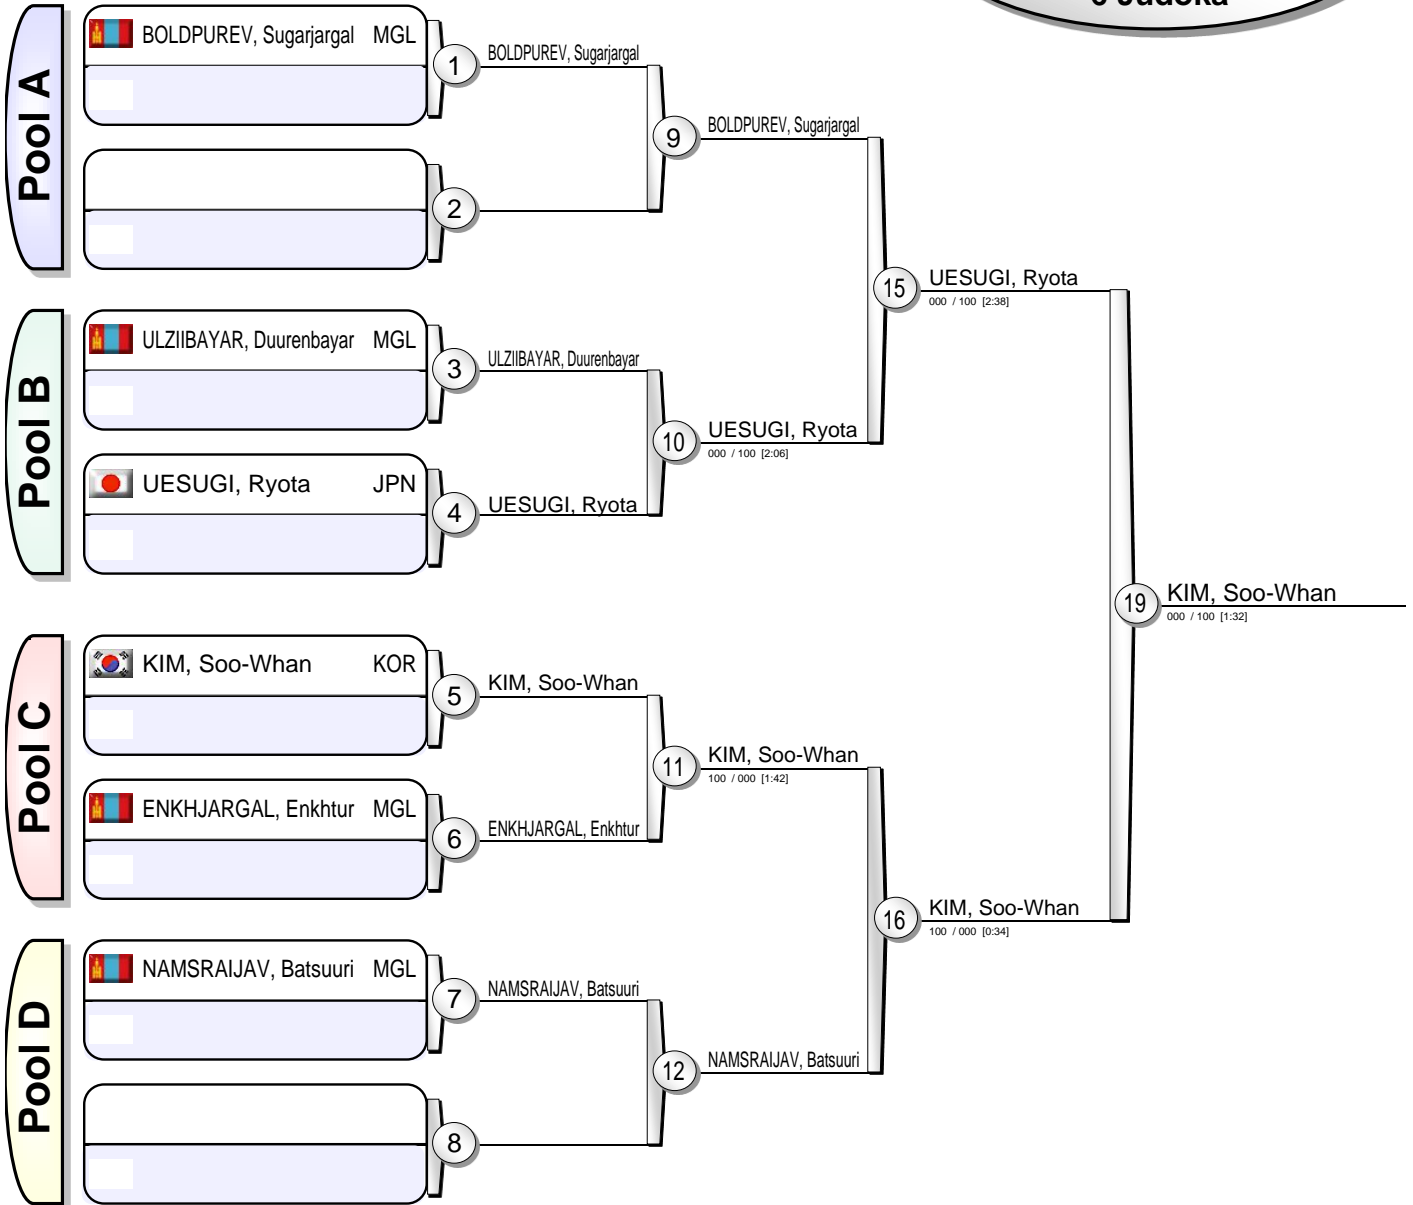 Judoka
Pool A
BOLDPUREV, Sugarjargal MGL
1
BOLDPUREV, Sugarjargal
2
9
BOLDPUREV, Sugarjargal
Pool B
ULZIIBAYAR, Duurenbayar MGL
3
ULZIIBAYAR, Duurenbayar
UESUGI, Ryota JPN
4
UESUGI, Ryota
10
UESUGI, Ryota
000 / 100 [2:06]
15
UESUGI, Ryota
000 / 100 [2:38]
Pool C
KIM, Soo-Whan KOR
5
KIM, Soo-Whan
ENKHJARGAL, Enkhtur MGL
6
ENKHJARGAL, Enkhtur
11
KIM, Soo-Whan
100 / 000 [1:42]
Pool D
NAMSRAIJAV, Batsuuri MGL
7
NAMSRAIJAV, Batsuuri
8
12
NAMSRAIJAV, Batsuuri
16
KIM, Soo-Whan
100 / 000 [0:34]
19
KIM, Soo-Whan
000 / 100 [1:32]